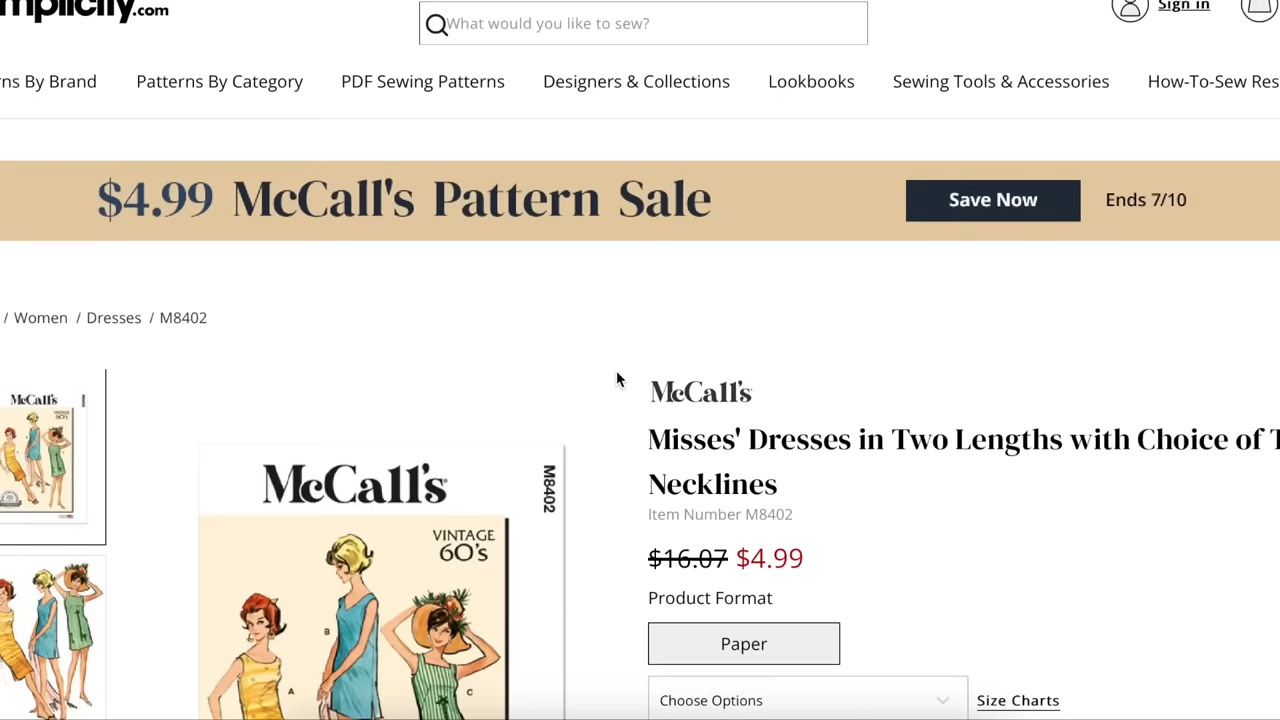 mplicity.com
What would you like to sew?
Sign in
ns By Brand
Patterns By Category
PDF Sewing Patterns
Designers & Collections
Lookbooks
Sewing Tools & Accessories
How-To-Sew Res
$4.99 McCall's Pattern Sale
Save Now
Ends 7/10
/ Women / Dresses / M8402
McCall's
McCall's
M8402
VINTAGE
60'S
A
B
C
McCall's
Misses' Dresses in Two Lengths with Choice of T
Necklines
Item Number M8402
$16.07 $4.99
Product Format
Paper
Choose Options
Size Charts